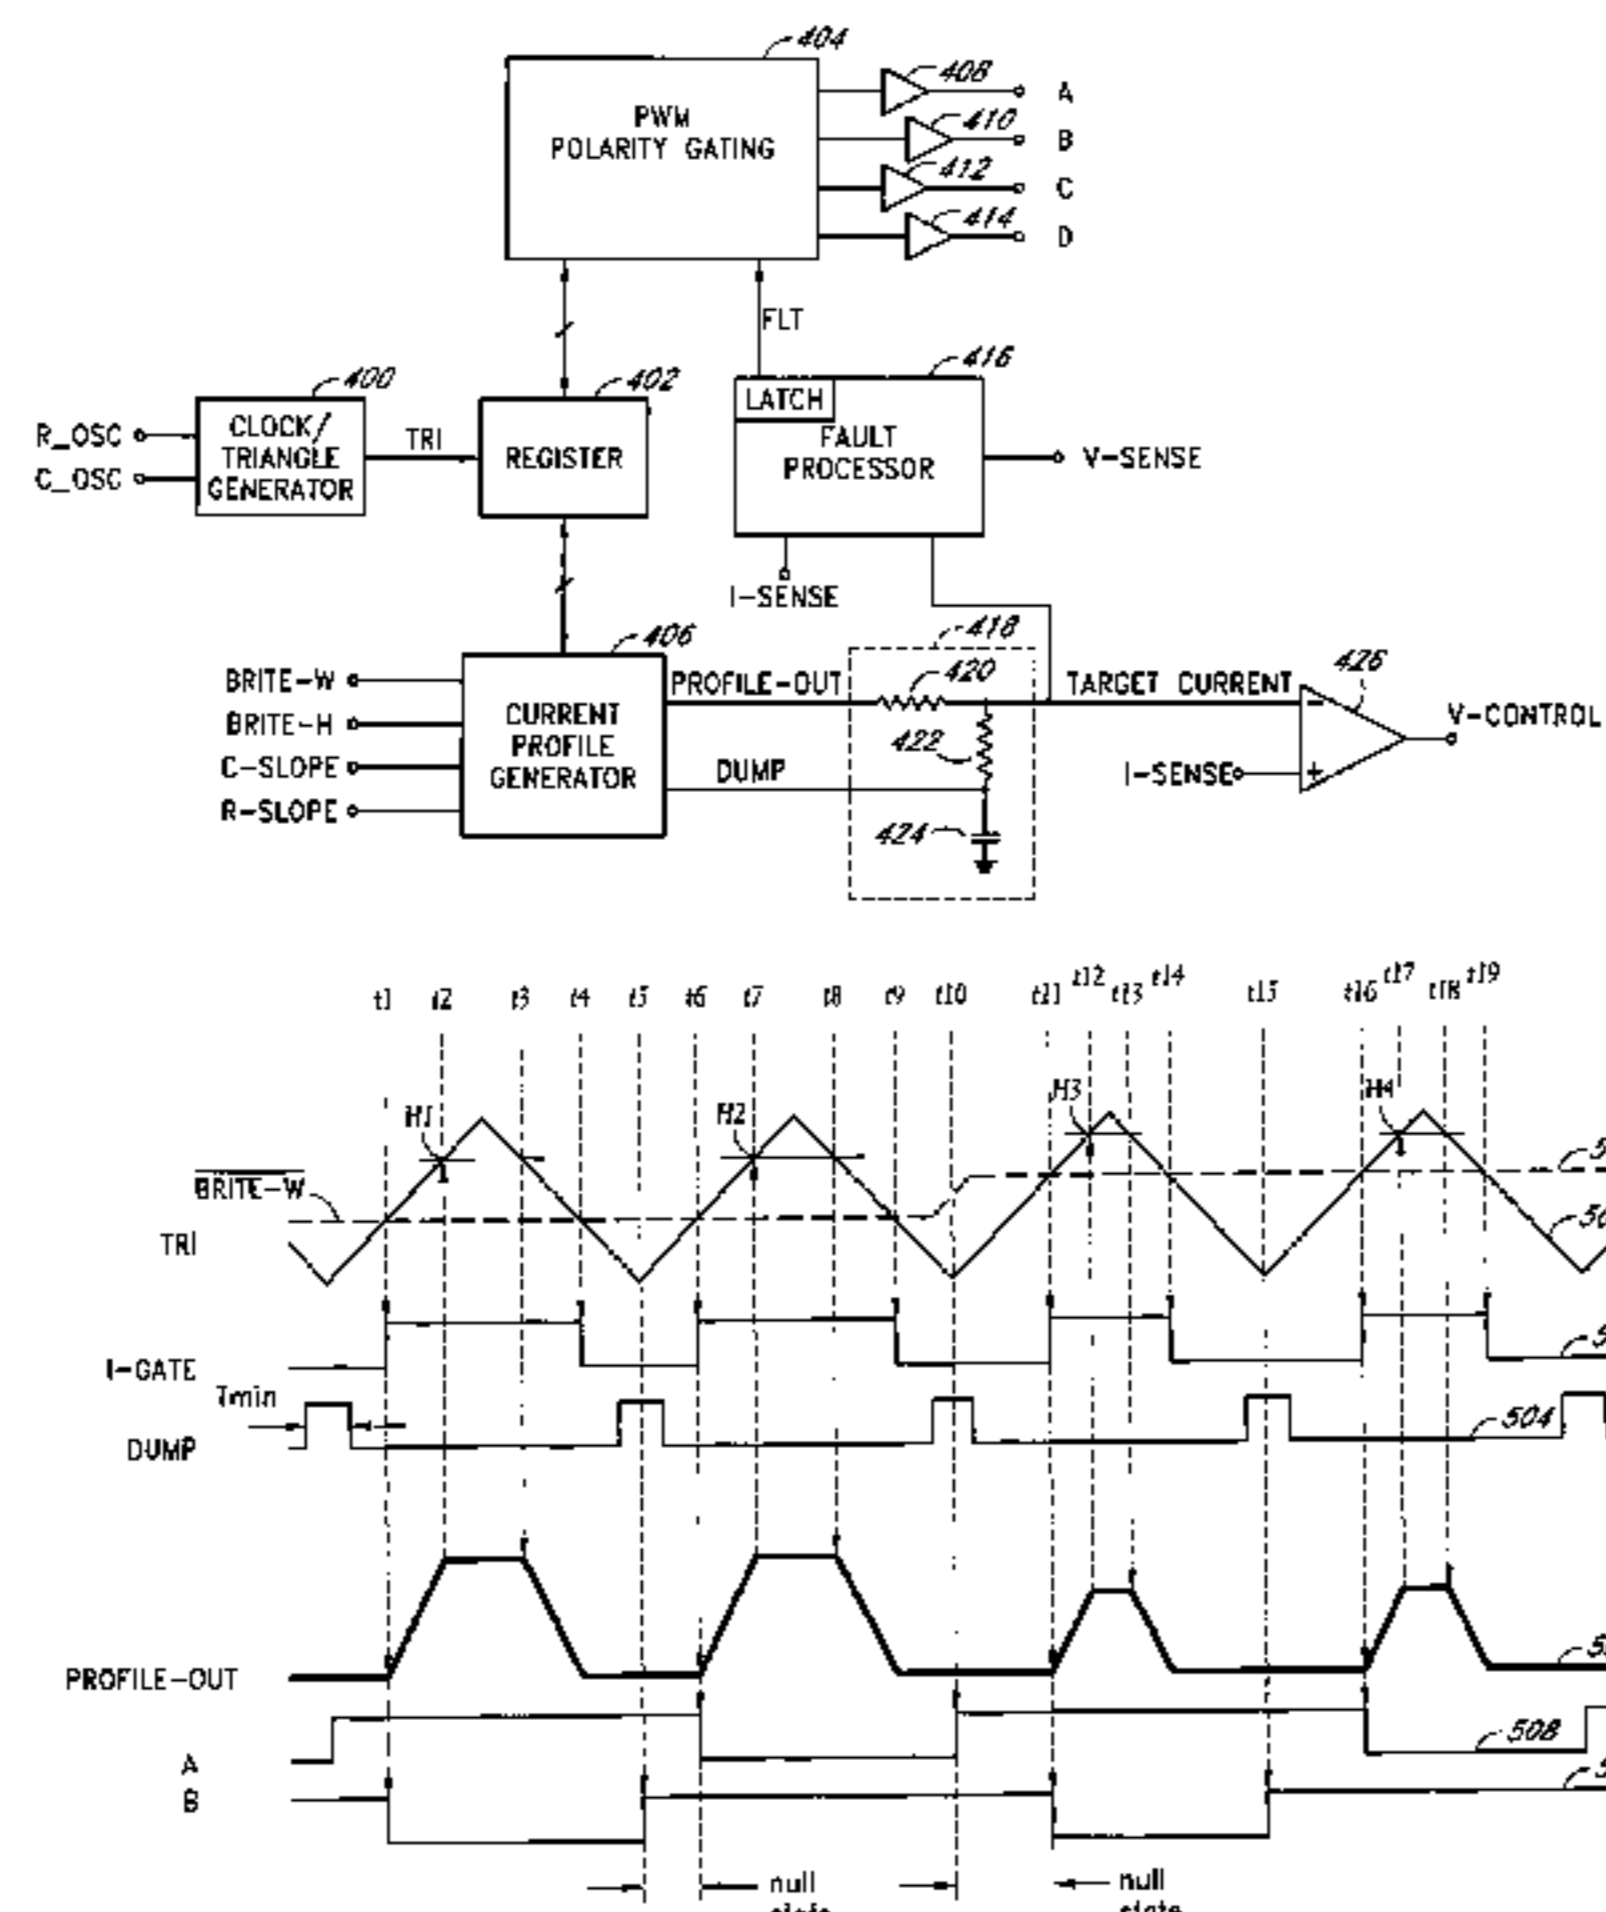 404
PWM
POLARITY GATING
408
A
410
B
412
C
414
D
FLT
400
402
416
R_OSC
C_OSC
CLOCK/
TRIANGLE
GENERATOR
TRI
REGISTER
LATCH
FAULT
PROCESSOR
V-SENSE
I-SENSE
406
418
BRITE-W
BRITE-H
C-SLOPE
R-SLOPE
CURRENT
PROFILE
GENERATOR
PROFILE-OUT
420
TARGET CURRENT
426
V-CONTROL
422
DUMP
I-SENSE
424
t1 t2 t3 t4 t5 t6 t7 t8 t9 t10 t11 t12 t13 t14 t15 t16 t17 t18 t19
H1
H2
H3
H4
BRITE-W
TRI
I-GATE
Tmin
DUMP
504
PROFILE-OUT
A
508
B
null
null